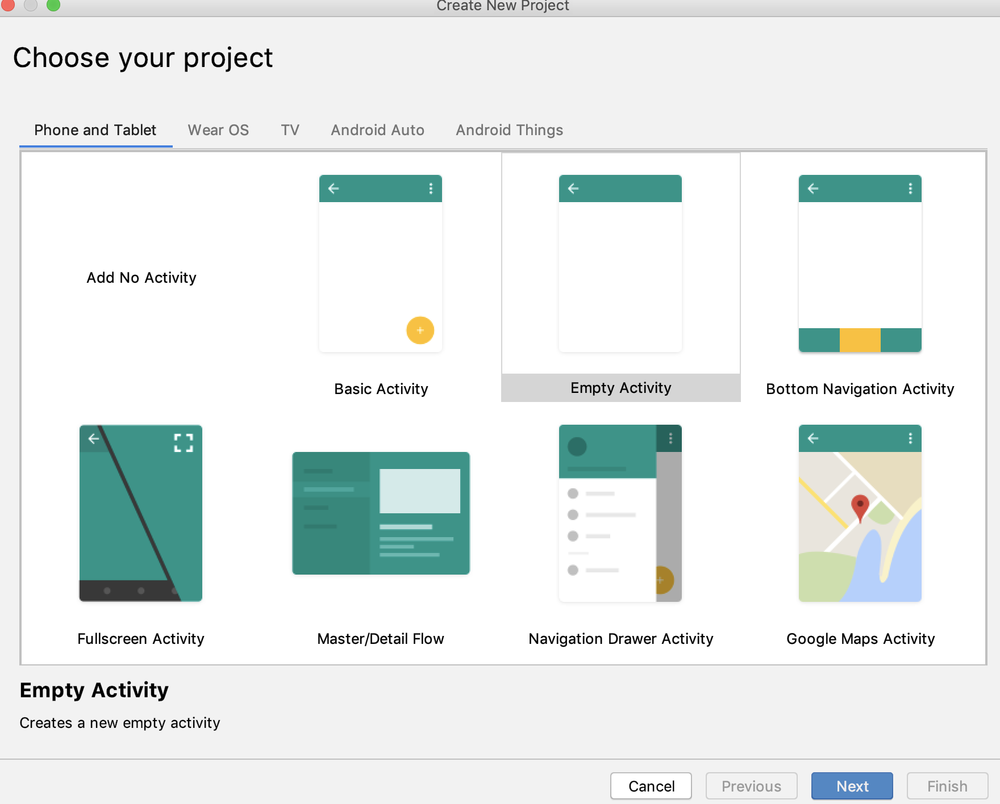 Create New Project
Choose your project
Phone and Tablet Wear OS TV Android Auto Android Things
Add No Activity
Basic Activity
Empty Activity
Bottom Navigation Activity
Fullscreen Activity
Master/Detail Flow
Navigation Drawer Activity
Google Maps Activity
Empty Activity
Creates a new empty activity
Cancel Previous Next Finish